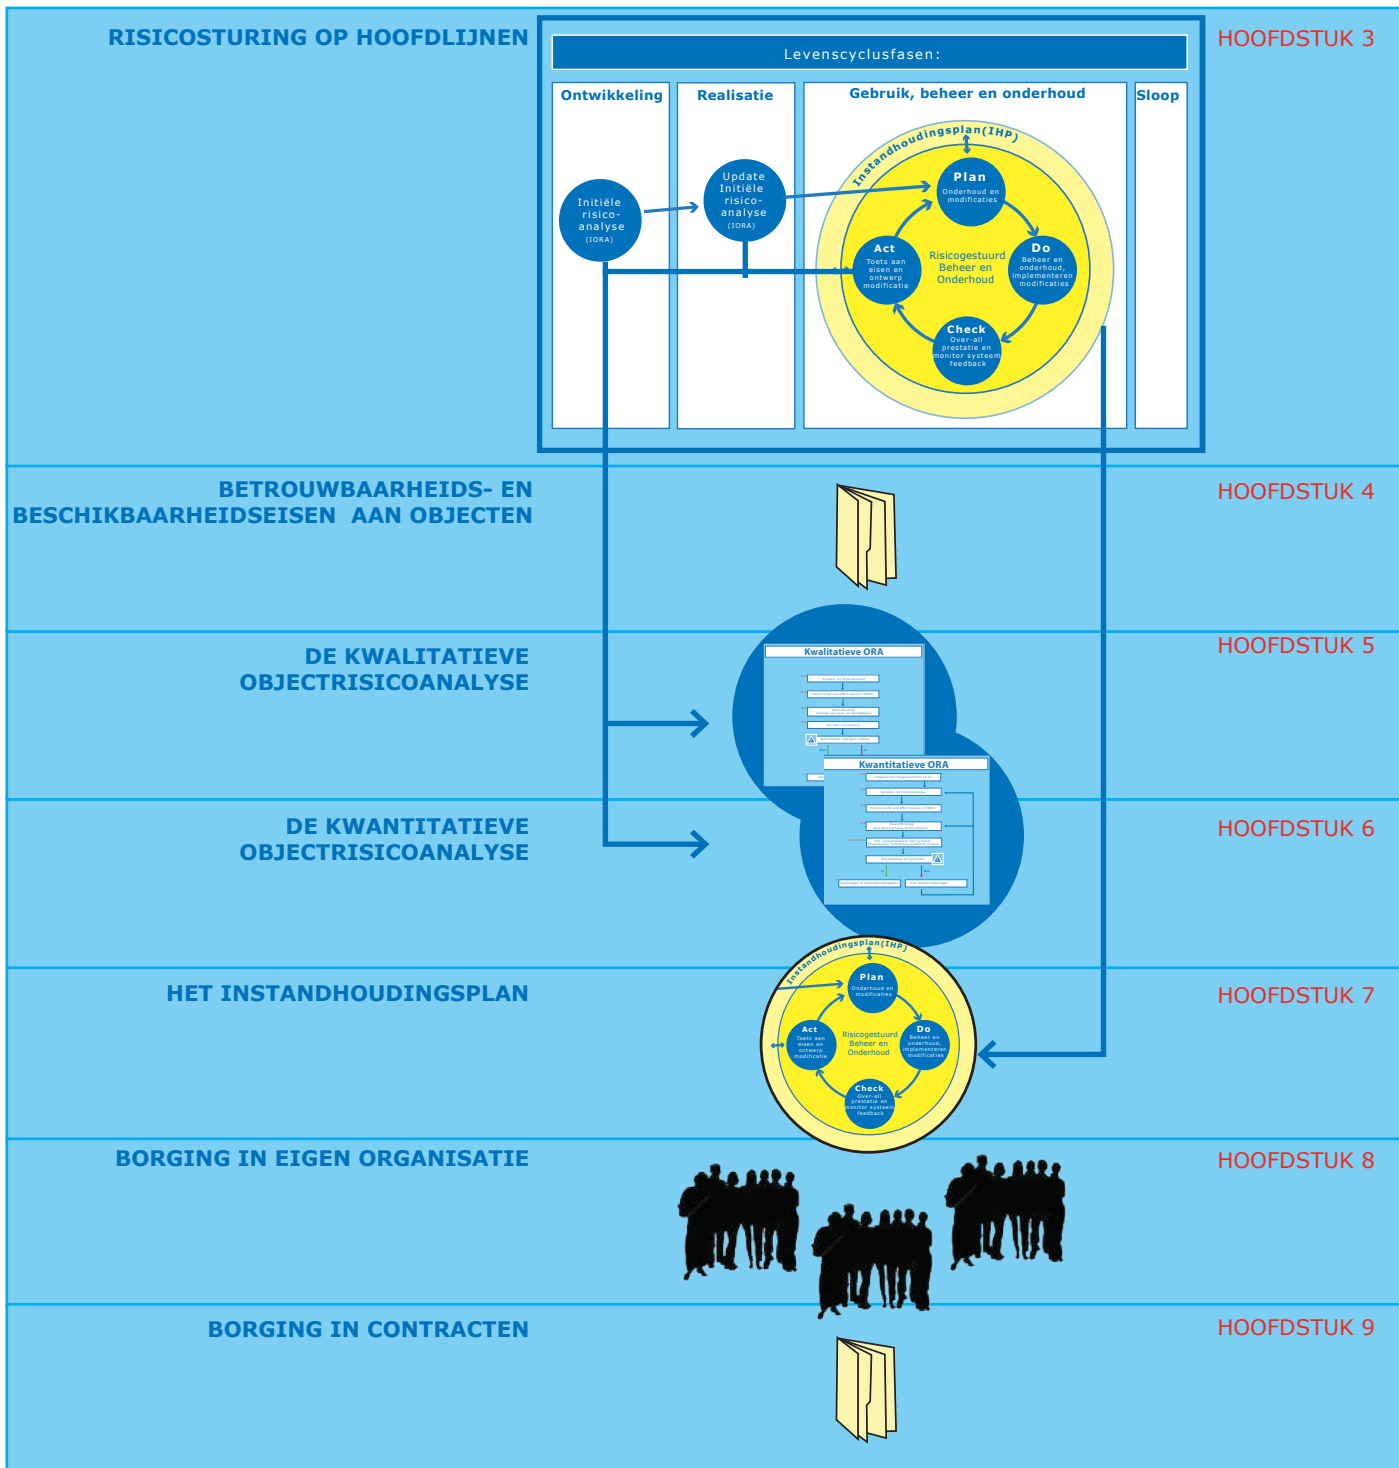 RISICOSTURING OP HOOFDLIJNEN
HOOFDSTUK 3
Levenscyclusfasen:
Ontwikkeling
Realisatie
Gebruik, beheer en onderhoud
Sloop
Initiële
risico-
analyse
(IORA)
Update
Initiële
risico-
analyse
(IORA)
Instandhoudingsplan(IHP)
Plan
Onderhoud en
modificaties
Do
Beheer en
onderhoud,
implementeren
modificaties
Check
Over-all
prestatie en
monitor systeem
feedback
Act
Toets aan
eisen en
ontwerp
modificatie
Risicogestuurd
Beheer en
Onderhoud
BETROUWBAARHEIDS- EN
BESCHIKBAARHEIDSEISEN AAN OBJECTEN
HOOFDSTUK 4
DE KWALITATIEVE
OBJECTRISICOANALYSE
HOOFDSTUK 5
Kwalitatieve ORA
Kwantitatieve ORA
DE KWANTITATIEVE
OBJECTRISICOANALYSE
HOOFDSTUK 6
HET INSTANDHOUDINGSPLAN
HOOFDSTUK 7
Instandhoudingsplan(IHP)
Plan
Onderhoud en
modificaties
Do
Beheer en
onderhoud,
implementeren
modificaties
Check
Over-all
prestatie en
monitor systeem
feedback
Act
Toets aan
eisen en
ontwerp
modificatie
Risicogestuurd
Beheer en
Onderhoud
BORGING IN EIGEN ORGANISATIE
HOOFDSTUK 8
BORGING IN CONTRACTEN
HOOFDSTUK 9